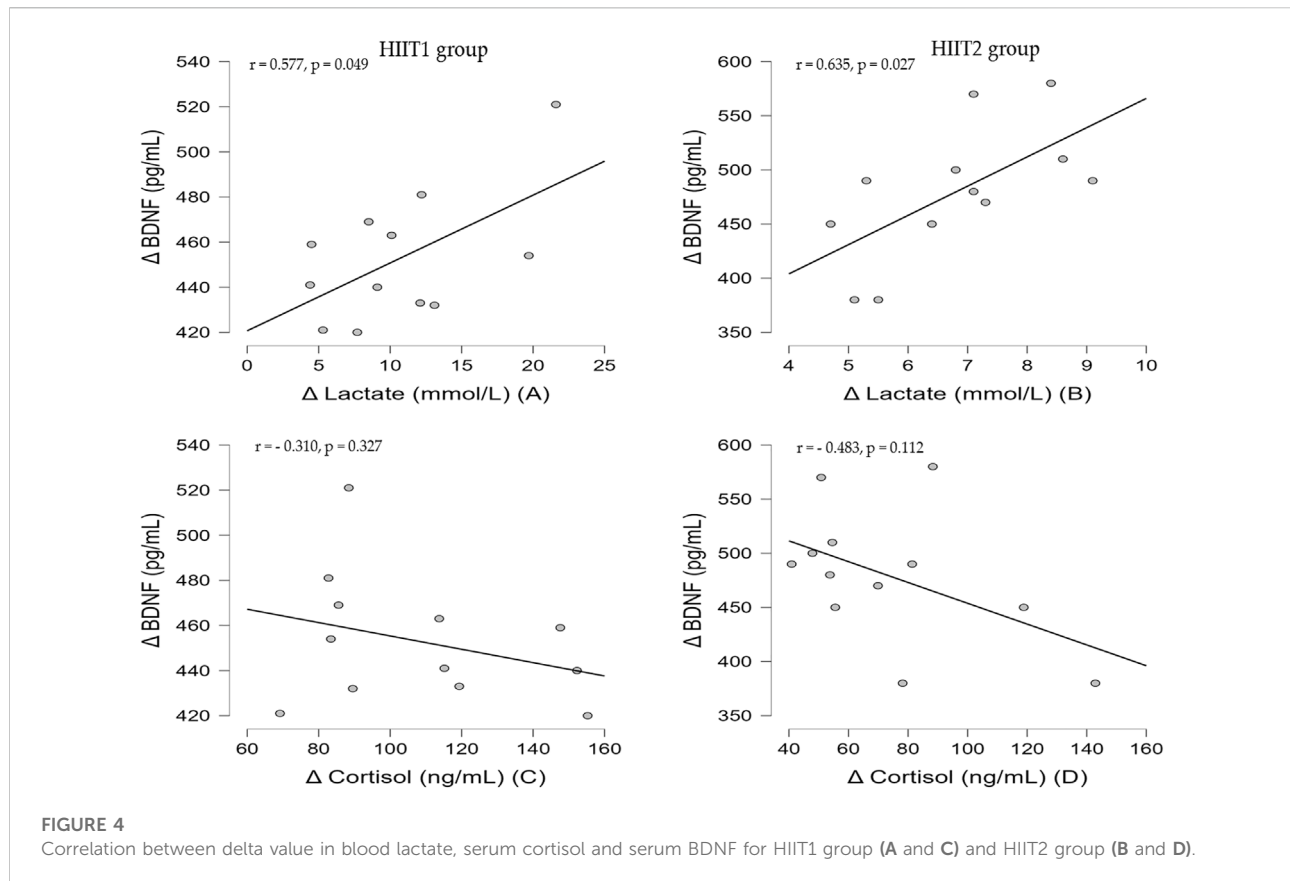 HIIT1 group
r = 0.577, p = 0.049
540
520
500
480
460
440
420
Δ BDNF (pg/mL)
0 5 10 15 20 25
Δ Lactate (mmol/L) (A)
HIIT2 group
r = 0.635, p = 0.027
600
550
500
450
400
350
Δ BDNF (pg/mL)
4 5 6 7 8 9 10
Δ Lactate (mmol/L) (B)
r = - 0.310, p = 0.327
540
520
500
480
460
440
420
Δ BDNF (pg/mL)
60 80 100 120 140 160
Δ Cortisol (ng/mL) (C)
r = - 0.483, p = 0.112
600
550
500
450
400
350
Δ BDNF (pg/mL)
40 60 80 100 120 140 160
Δ Cortisol (ng/mL) (D)
FIGURE 4
Correlation between delta value in blood lactate, serum cortisol and serum BDNF for HIIT1 group (A and C) and HIIT2 group (B and D).